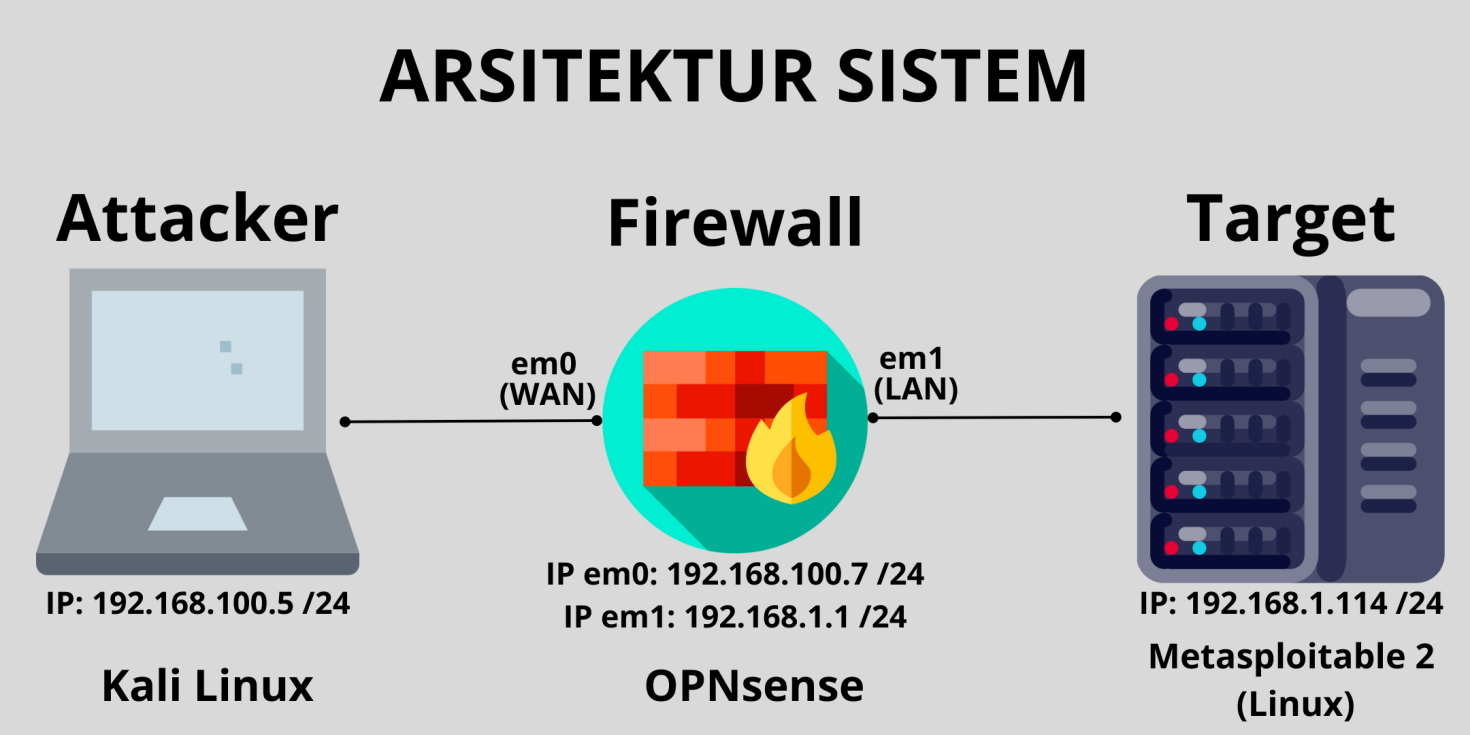 ARSITEKTUR SISTEM
Attacker
Firewall
Target
em0
(WAN)
em1
(LAN)
IP: 192.168.100.5 /24
IP em0: 192.168.100.7 /24
IP em1: 192.168.1.1 /24
IP: 192.168.1.114 /24
Kali Linux
OPNsense
Metasploitable 2
(Linux)